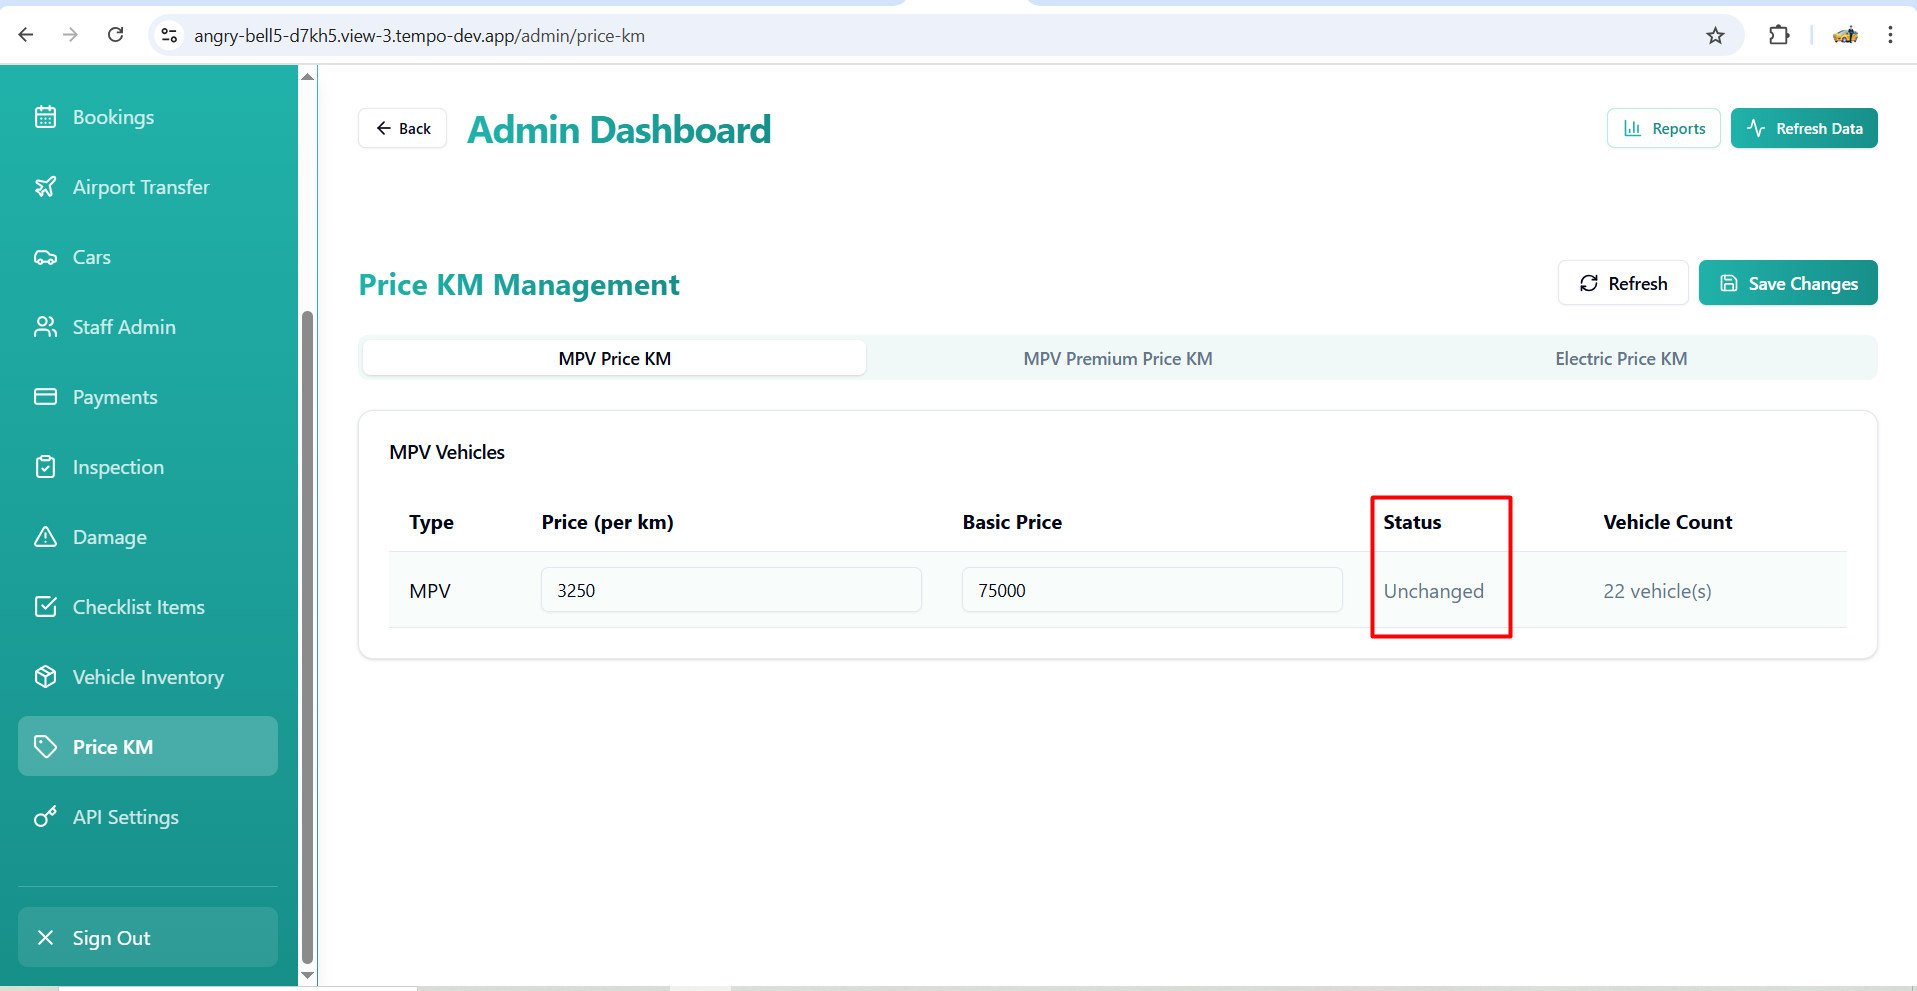 angry-bell5-d7kh5.view-3.tempo-dev.app/admin/price-km
Bookings
Airport Transfer
Cars
Staff Admin
Payments
Inspection
Damage
Checklist Items
Vehicle Inventory
Price KM
API Settings
Sign Out
Back
Admin Dashboard
Reports
Refresh Data
Price KM Management
Refresh
Save Changes
MPV Price KM
MPV Premium Price KM
Electric Price KM
MPV Vehicles
Type Price (per km) Basic Price Status Vehicle Count
MPV 3250 75000 Unchanged 22 vehicle(s)